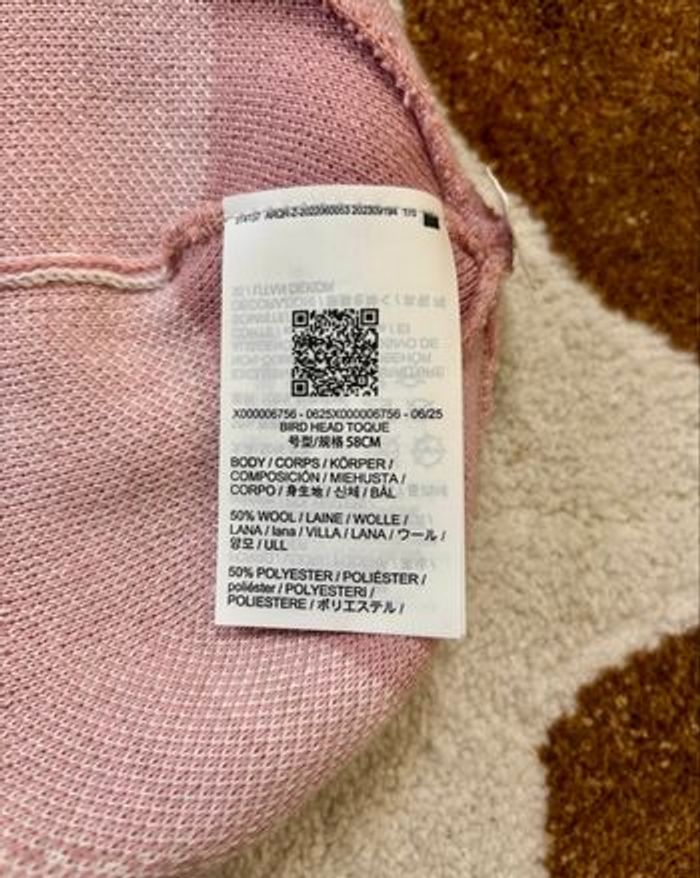 X000006756 - 0625X000006756 - 06/25
BIRD HEAD TOQUE
号型/規格 58CM
BODY / CORPS / KÖRPER /
COMPOSICIÓN / MIEHUSTA /
CORPO / 身生地 / 신체 / BÅL
50% WOOL / LAINE / WOLLE /
LANA / lana / VILLA / LANA / ウール /
양모 / ULL
50% POLYESTER / POLIÉSTER /
poliéster / POLYESTERI /
POLIESTERE / ポリエステル /